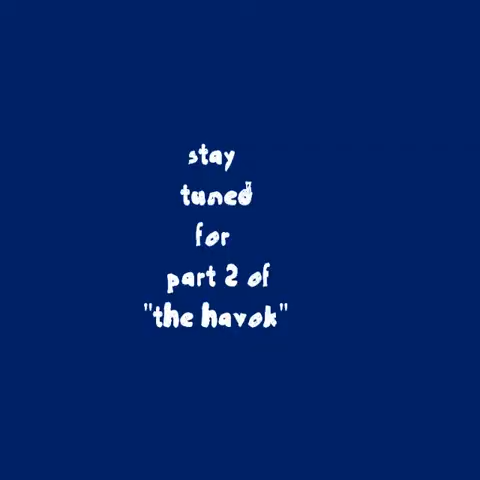 stay
tuned
for
part 2 of
"the havok"